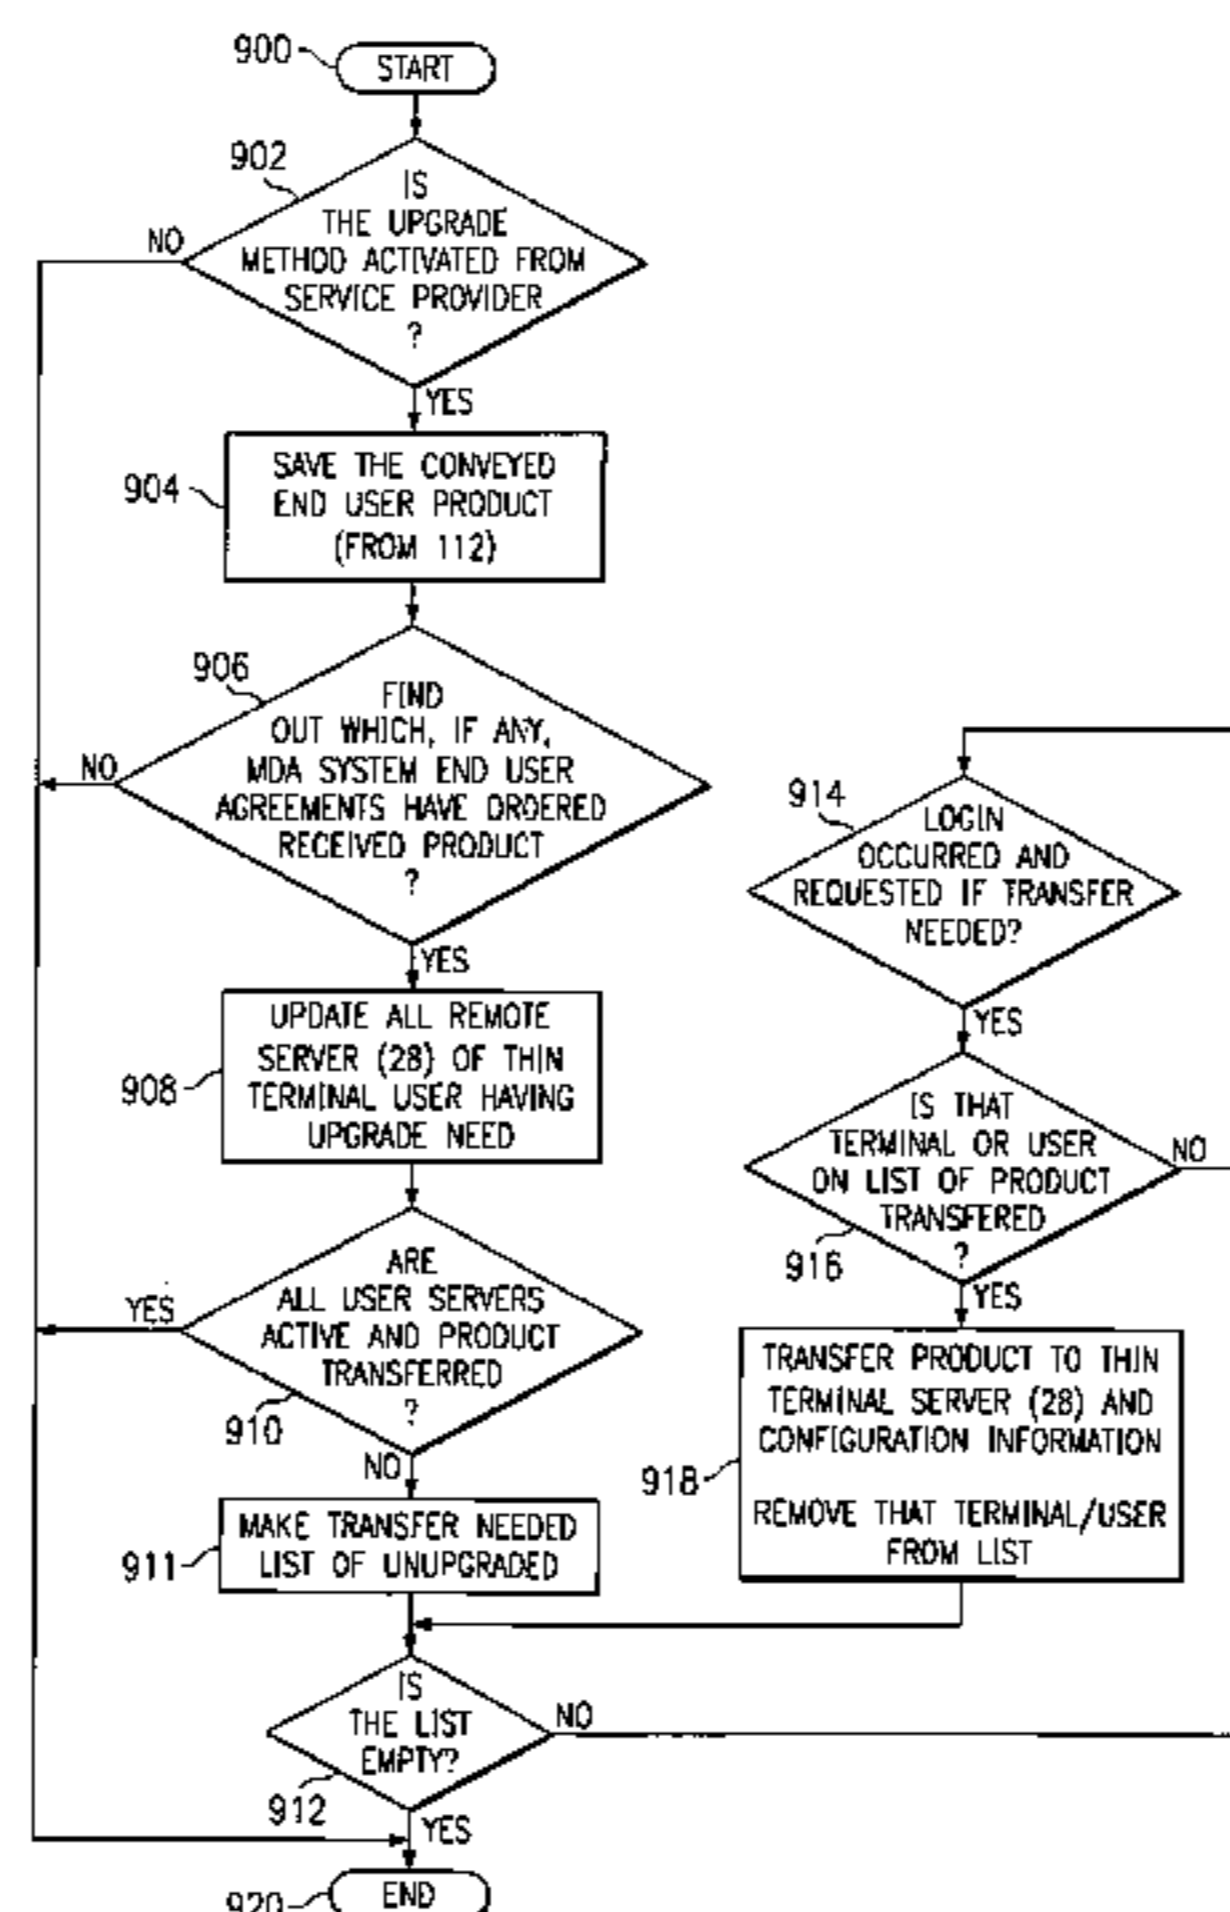 900
START
902
IS
THE UPGRADE
METHOD ACTIVATED FROM
SERVICE PROVIDER
?
NO
YES
904
SAVE THE CONVEYED
END USER PRODUCT
(FROM 112)
906
FIND
OUT WHICH, IF ANY,
MDA SYSTEM END USER
AGREEMENTS HAVE ORDERED
RECEIVED PRODUCT
?
NO
YES
908
UPDATE ALL REMOTE
SERVER (28) OF THIN
TERMINAL USER HAVING
UPGRADE NEED
ARE
ALL USER SERVERS
ACTIVE AND PRODUCT
TRANSFERRED
?
YES
910
NO
911
MAKE TRANSFER NEEDED
LIST OF UNUPGRADED
IS
THE LIST
EMPTY?
NO
912
YES
920
END
914
LOGIN
OCCURRED AND
REQUESTED IF TRANSFER
NEEDED?
YES
IS THAT
TERMINAL OR USER
ON LIST OF PRODUCT
TRANSFERED
?
NO
916
YES
918
TRANSFER PRODUCT TO THIN
TERMINAL SERVER (28) AND
CONFIGURATION INFORMATION
REMOVE THAT TERMINAL/USER
FROM LIST